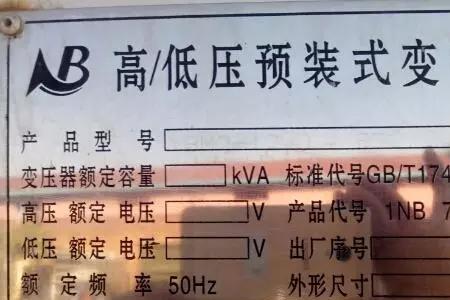 NB 高/低压预装式变
产品型号
变压器额定容量 kVA 标准代号GB/T174
高压 额定 电压 V 产品代号 1NB 7
低压 额定 电压 V 出厂序号
额定频率 50Hz 外形尺寸